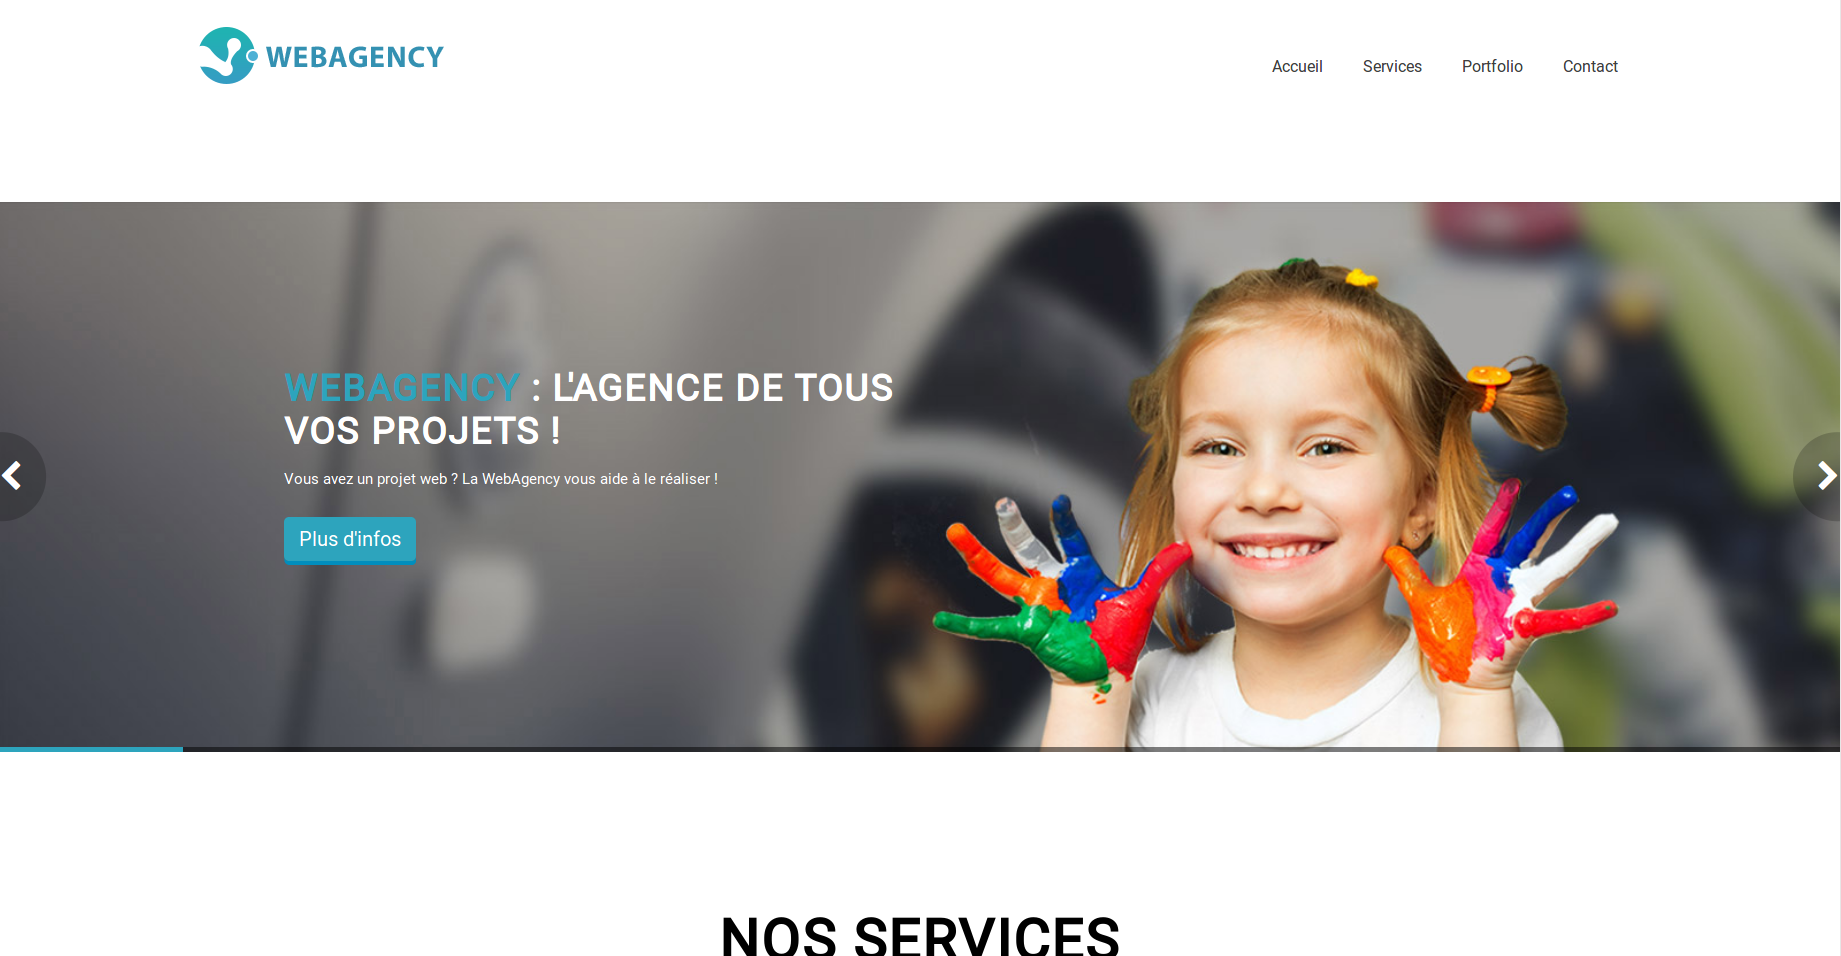 WEBAGENCY
Accueil Services Portfolio Contact
WEBAGENCY : L'AGENCE DE TOUS
VOS PROJETS !
Vous avez un projet web ? La WebAgency vous aide à le réaliser !
Plus d'infos
NOS SERVICES